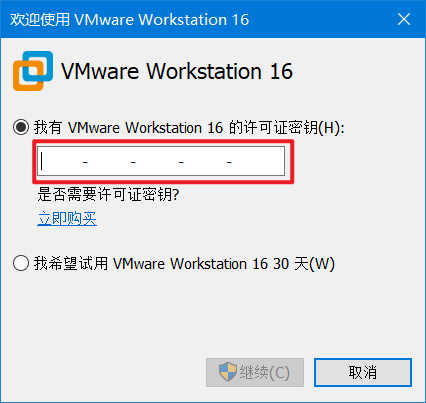 欢迎使用 VMware Workstation 16
VMware Workstation 16
我有 VMware Workstation 16 的许可证密钥(H):
- - - -
是否需要许可证密钥?
立即购买
我希望试用 VMware Workstation 16 30 天(W)
继续(C) 取消